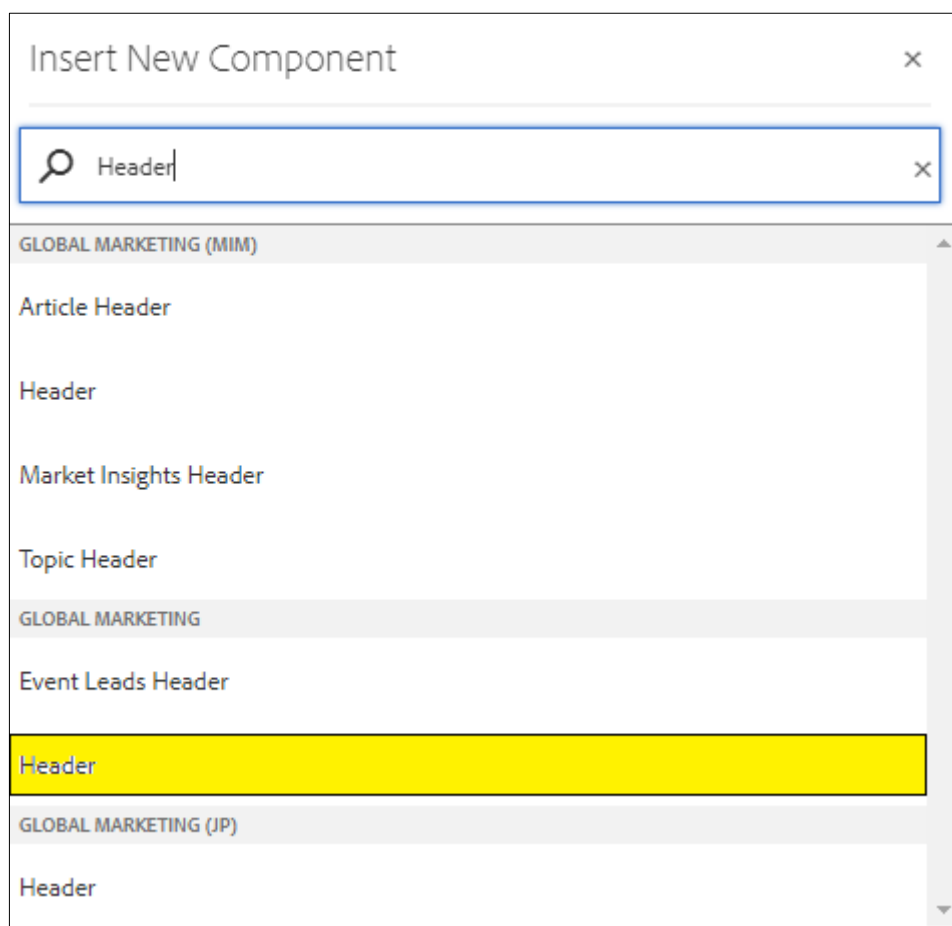 Insert New Component
Header
GLOBAL MARKETING (MIM)
Article Header
Header
Market Insights Header
Topic Header
GLOBAL MARKETING
Event Leads Header
Header
GLOBAL MARKETING (JP)
Header